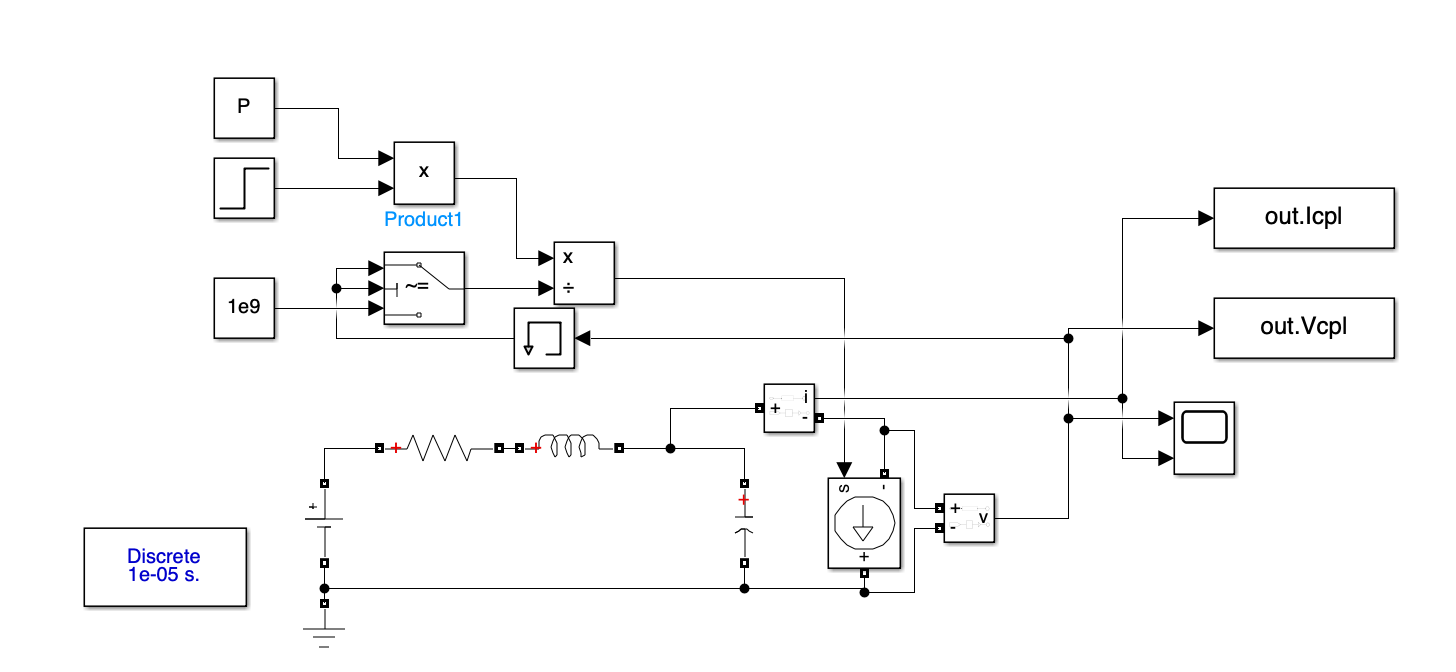 P
x
Product1
x
÷
~=
1e9
out.Icpl
out.Vcpl
i
+
-
+
+
s
-
+
+
+
-
v
+
Discrete
1e-05 s.